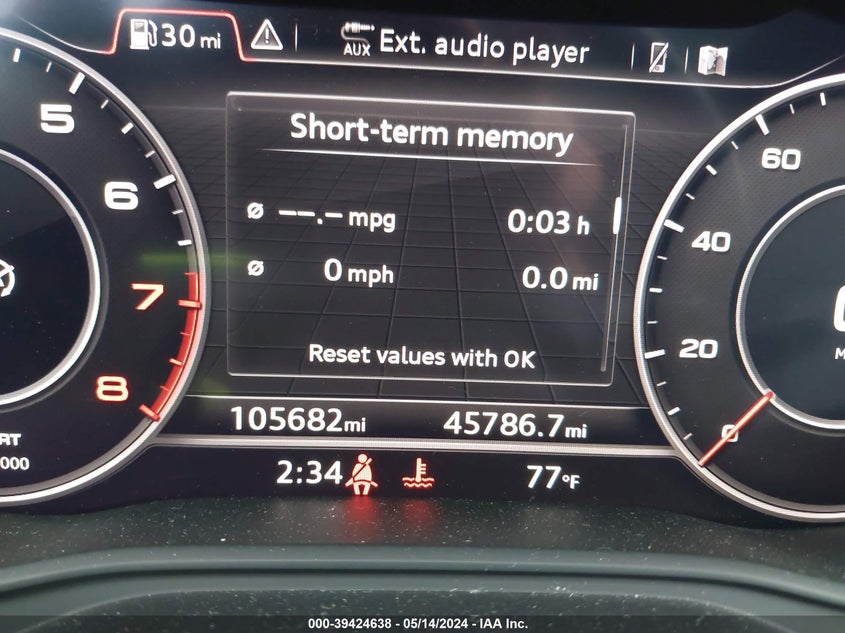 30 mi
AUX Ext. audio player
Short-term memory
Ø --.- mpg 0:03 h
Ø 0 mph 0.0 mi
Reset values with OK
105682 mi 45786.7 mi
2:34 77 °F
5
6
7
8
000
60
40
20
0
000-39424638 - 05/14/2024 - IAA Inc.